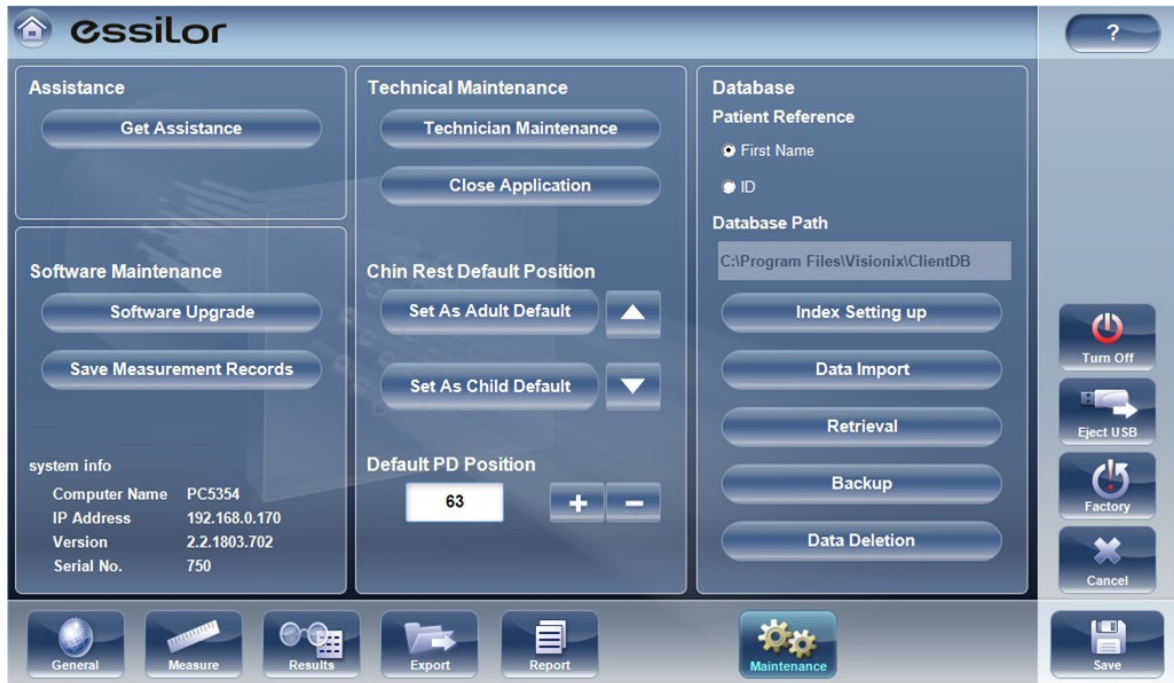 essilor
?
Assistance
Get Assistance
Software Maintenance
Software Upgrade
Save Measurement Records
system info
Computer Name PC5354
IP Address 192.168.0.170
Version 2.2.1803.702
Serial No. 750
Technical Maintenance
Technician Maintenance
Close Application
Chin Rest Default Position
Set As Adult Default
Set As Child Default
Default PD Position
63
Database
Patient Reference
First Name
ID
Database Path
C:\Program Files\Visionix\ClientDB
Index Setting up
Data Import
Retrieval
Backup
Data Deletion
Turn Off
Eject USB
Factory
Cancel
General
Measure
Results
Export
Report
Maintenance
Save